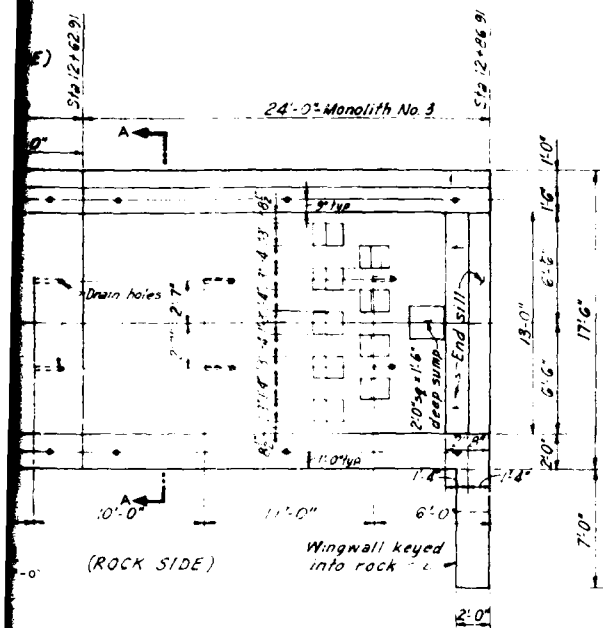 E)
Sta 12+62.91
Sta 12+86.91
24'-0" Monolith No. 3
0"
A
1'-0"
1'-6"
9" typ
Drain holes
2'-7"
6'-6"
13'-0"
17'-6"
End sill
2'-0" sq x 1'-6"
deep sump
6'-6"
2'-0"
1'-0" typ
1'-4"
1'-4"
A
10'-0"
6'-0"
7'-0"
(ROCK SIDE)
Wingwall keyed
into rock
2'-0"